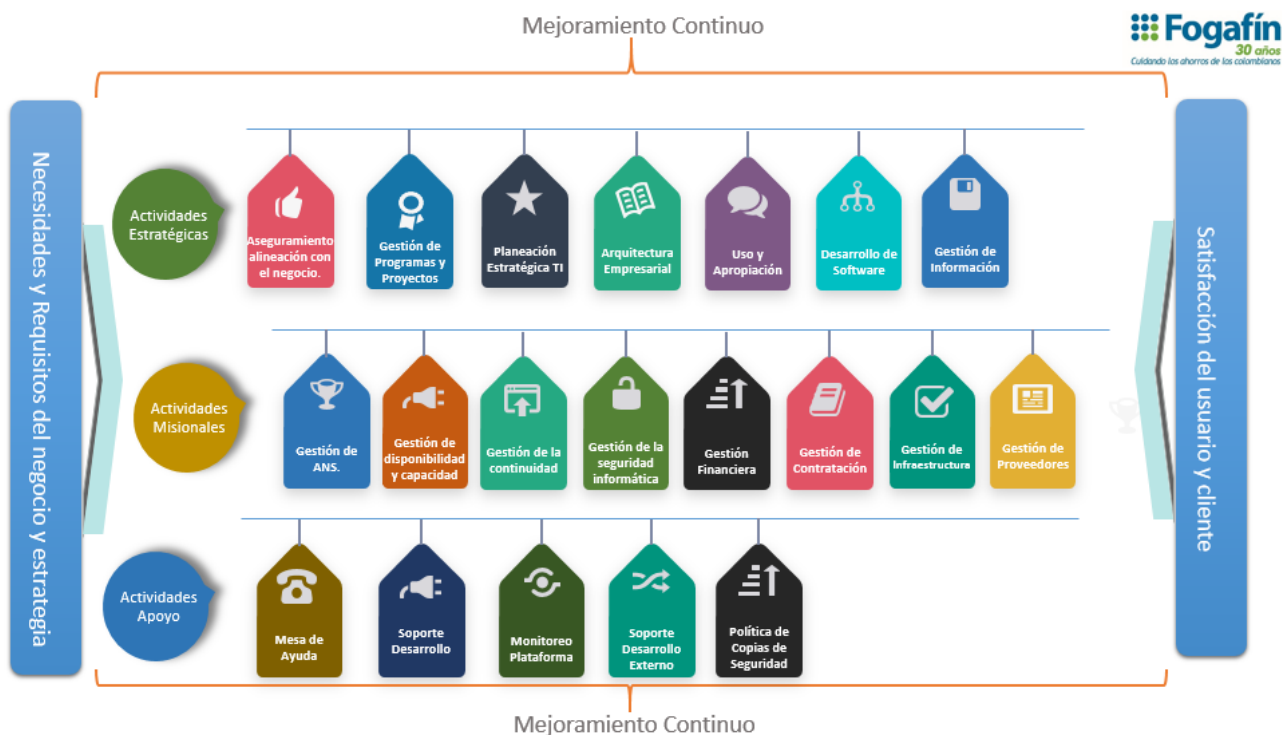 Mejoramiento Continuo
Fogafín
30 años
Cuidando los ahorros de los colombianos
Necesidades y Requisitos del negocio y estrategia
Actividades
Estratégicas
Aseguramiento
alineación con
el negocio.
Gestión de
Programas y
Proyectos
Planeación
Estratégica TI
Arquitectura
Empresarial
Uso y
Apropiación
Desarrollo de
Software
Gestión de
Información
Actividades
Misionales
Gestión de
ANS.
Gestión de
disponibilidad
y capacidad
Gestión de la
continuidad
Gestión de la
seguridad
informática
Gestión
Financiera
Gestión de
Contratación
Gestión de
Infraestructura
Gestión de
Proveedores
Actividades
Apoyo
Mesa de
Ayuda
Soporte
Desarrollo
Monitoreo
Plataforma
Soporte
Desarrollo
Externo
Política de
Copias de
Seguridad
Satisfacción del usuario y cliente
Mejoramiento Continuo